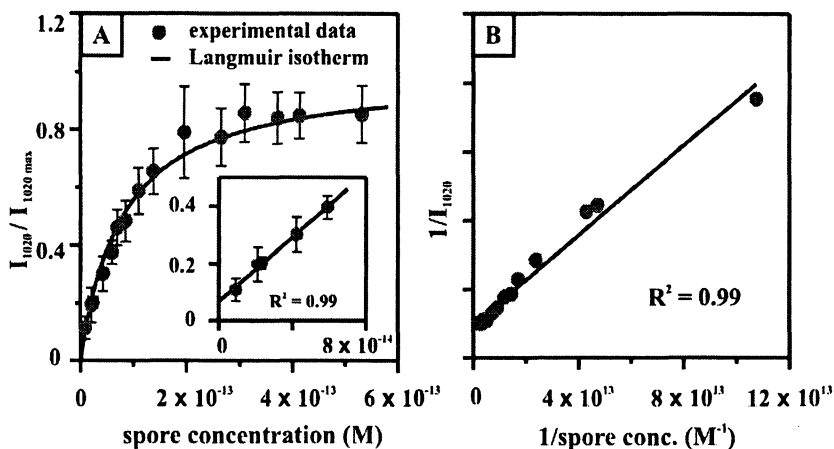 A
experimental data
Langmuir isotherm
I₁₀₂₀ / I₁₀₂₀ max
1.2
0.8
0.4
0
0.4
0.2
0
0
8 x 10⁻¹⁴
R² = 0.99
0
2 x 10⁻¹³
4 x 10⁻¹³
6 x 10⁻¹³
spore concentration (M)
B
1/I₁₀₂₀
R² = 0.99
0
4 x 10¹³
8 x 10¹³
12 x 10¹³
1/spore conc. (M⁻¹)